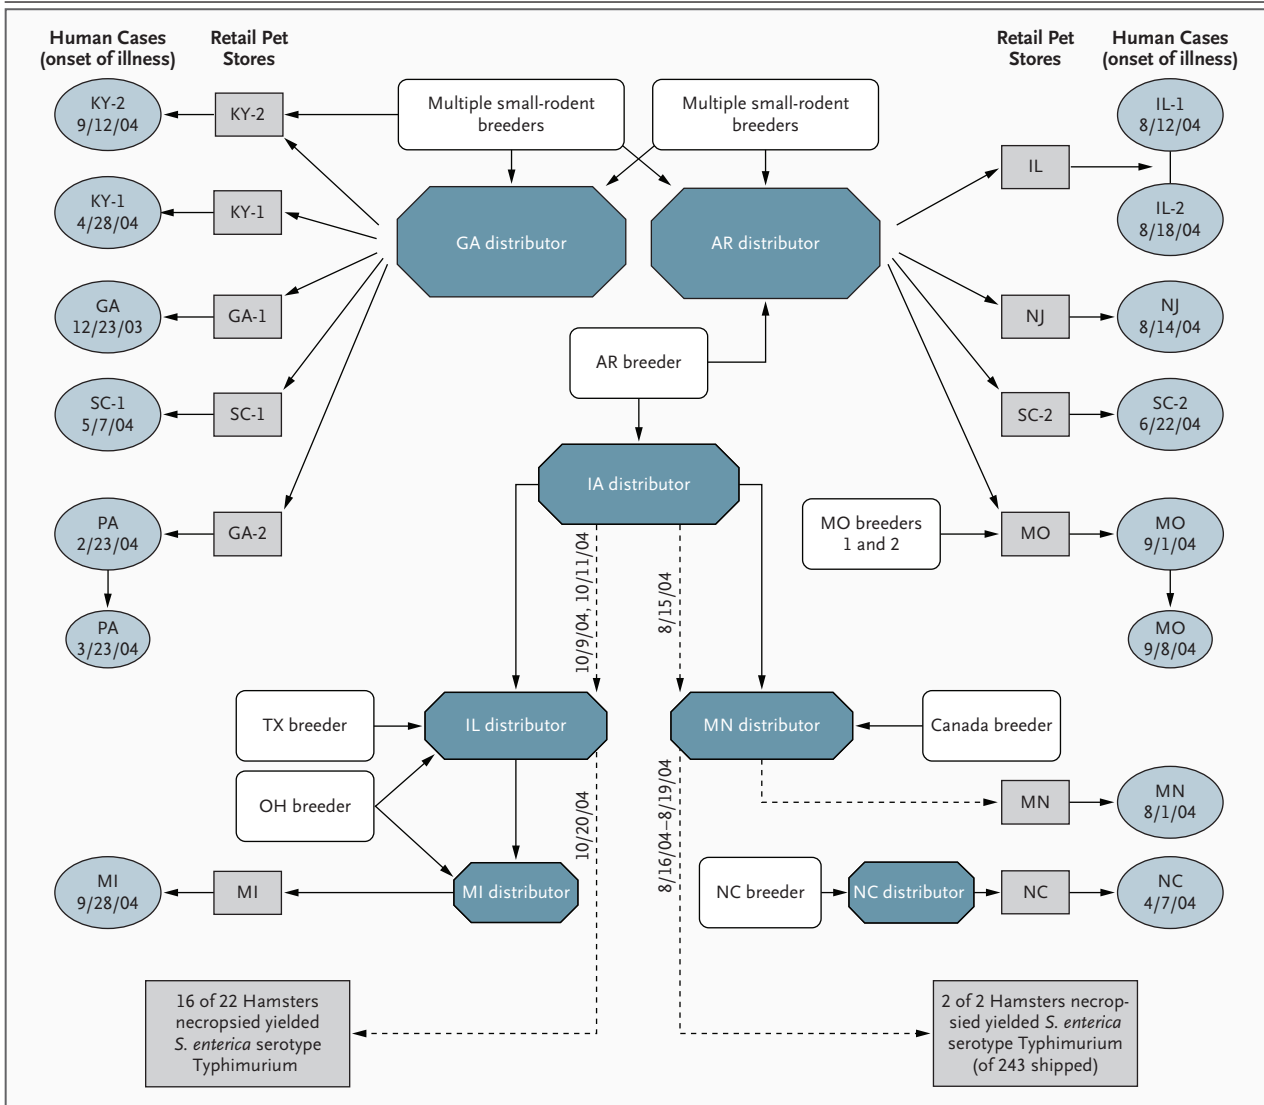 Human Cases
(onset of illness)
Retail Pet
Stores
Retail Pet
Stores
Human Cases
(onset of illness)
KY-2
9/12/04
KY-2
Multiple small-rodent
breeders
Multiple small-rodent
breeders
IL-1
8/12/04
IL
KY-1
4/28/04
KY-1
GA distributor
AR distributor
IL-2
8/18/04
GA
12/23/03
GA-1
NJ
NJ
8/14/04
AR breeder
SC-1
5/7/04
SC-1
SC-2
SC-2
6/22/04
IA distributor
PA
2/23/04
GA-2
MO breeders
1 and 2
MO
MO
9/1/04
10/9/04, 10/11/04
8/15/04
PA
3/23/04
MO
9/8/04
TX breeder
IL distributor
MN distributor
Canada breeder
OH breeder
10/20/04
8/16/04–8/19/04
MN
MN
8/1/04
MI
9/28/04
MI
MI distributor
NC breeder
NC distributor
NC
NC
4/7/04
16 of 22 Hamsters
necropsied yielded
S. enterica serotype
Typhimurium
2 of 2 Hamsters necrop-
sied yielded S. enterica
serotype Typhimurium
(of 243 shipped)